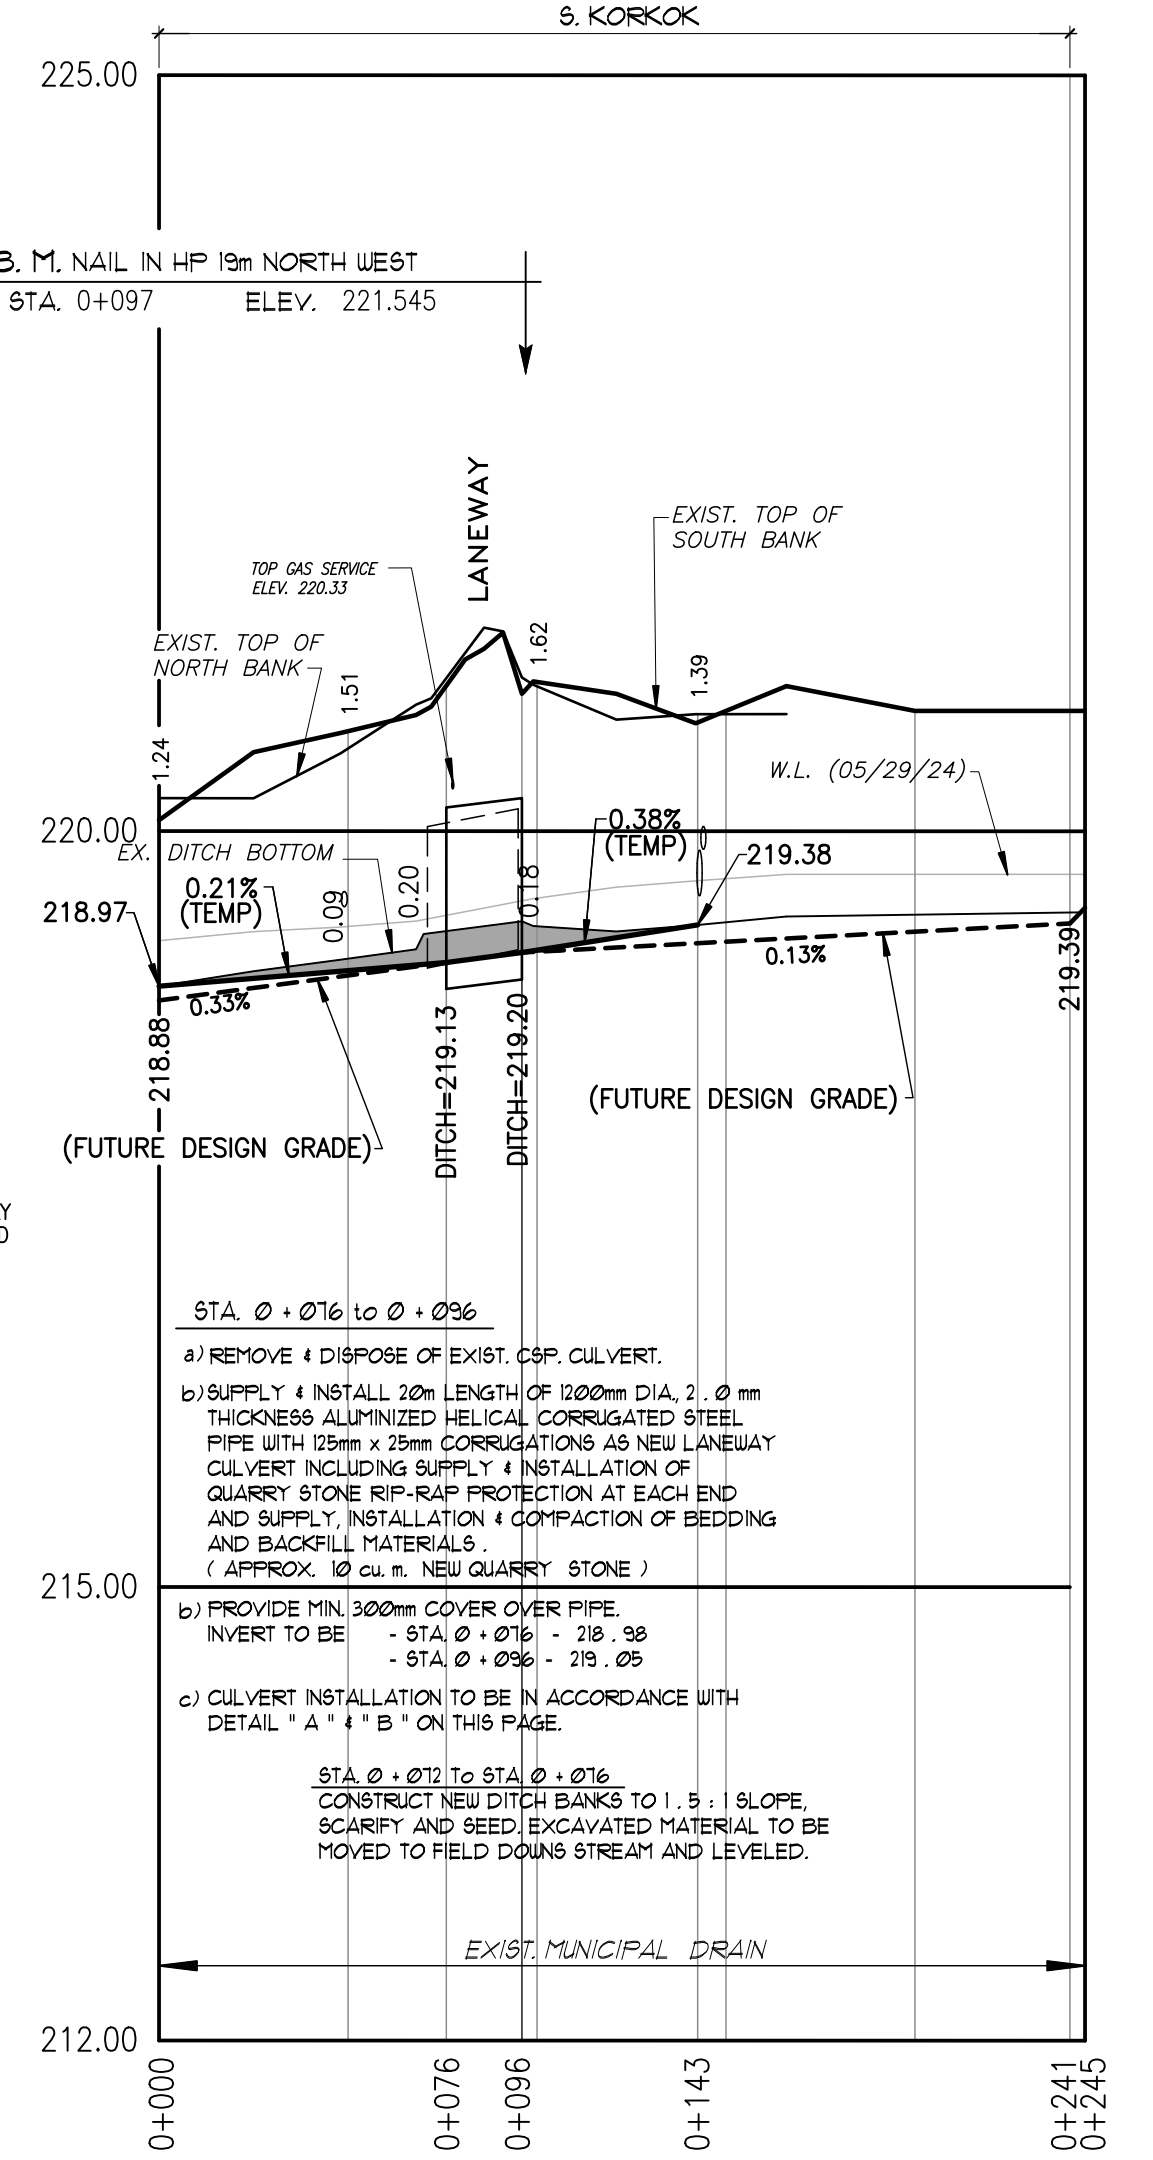 S. KORKOK
225.00
B. M. NAIL IN HP 19m NORTH WEST
STA. 0+097 ELEV. 221.545
LANEWAY
EXIST. TOP OF
SOUTH BANK
TOP GAS SERVICE
ELEV. 220.33
EXIST. TOP OF
NORTH BANK
1.24
1.51
1.62
1.39
W.L. (05/29/24)
220.00
EX. DITCH BOTTOM
0.38%
(TEMP)
219.38
0.21%
(TEMP)
218.97
0.09
0.20
0.18
0.33%
0.13%
218.88
DITCH=219.13
DITCH=219.20
219.39
(FUTURE DESIGN GRADE)
(FUTURE DESIGN GRADE)
Y
D
STA. 0 + 076 to 0 + 096
a) REMOVE & DISPOSE OF EXIST. CSP. CULVERT.
b) SUPPLY & INSTALL 20m LENGTH OF 1200mm DIA., 2 . 0 mm
THICKNESS ALUMINIZED HELICAL CORRUGATED STEEL
PIPE WITH 125mm x 25mm CORRUGATIONS AS NEW LANEWAY
CULVERT INCLUDING SUPPLY & INSTALLATION OF
QUARRY STONE RIP-RAP PROTECTION AT EACH END
AND SUPPLY, INSTALLATION & COMPACTION OF BEDDING
AND BACKFILL MATERIALS .
( APPROX. 10 cu. m. NEW QUARRY STONE )
215.00
b) PROVIDE MIN. 300mm COVER OVER PIPE.
INVERT TO BE - STA. 0 + 076 - 218 . 98
- STA. 0 + 096 - 219 . 05
c) CULVERT INSTALLATION TO BE IN ACCORDANCE WITH
DETAIL " A " & " B " ON THIS PAGE.
STA. 0 + 072 To STA. 0 + 076
CONSTRUCT NEW DITCH BANKS TO 1 . 5 : 1 SLOPE,
SCARIFY AND SEED. EXCAVATED MATERIAL TO BE
MOVED TO FIELD DOWNS STREAM AND LEVELED.
EXIST. MUNICIPAL DRAIN
212.00
0+000
0+076
0+096
0+143
0+241
0+245